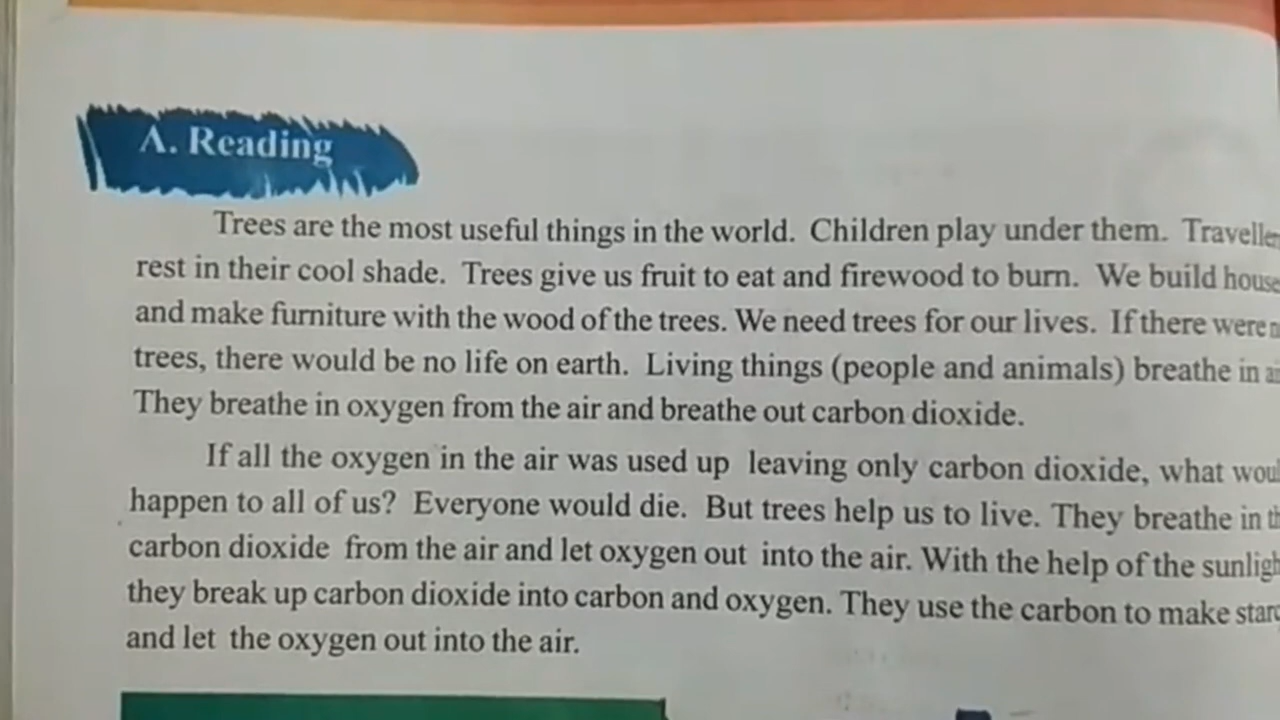 A. Reading
Trees are the most useful things in the world. Children play under them.
rest in their cool shade. Trees give us fruit to eat and firewood to burn. We build
and make furniture with the wood of the trees. We need trees for our lives. If there were
trees, there would be no life on earth. Living things (people and animals) breathe in
They breathe in oxygen from the air and breathe out carbon dioxide.
If all the oxygen in the air was used up leaving only carbon dioxide, what
happen to all of us? Everyone would die. But trees help us to live. They breathe in
carbon dioxide from the air and let oxygen out into the air. With the help of the
they break up carbon dioxide into carbon and oxygen. They use the carbon to make
and let the oxygen out into the air.